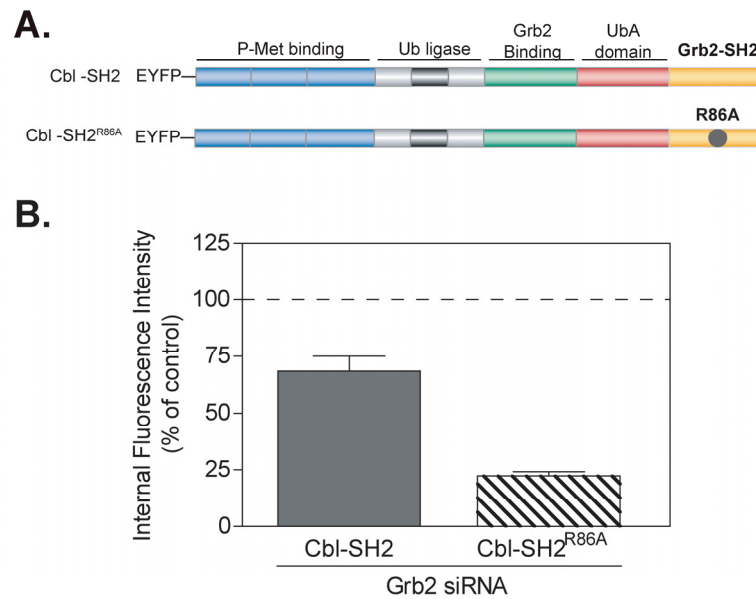 A.
P-Met binding Ub ligase Grb2 Binding UbA domain Grb2-SH2
Cbl -SH2 EYFP
R86A
Cbl -SH2R86A EYFP
B.
Internal Fluorescence Intensity
(% of control)
125
100
75
50
25
0
Cbl-SH2 Cbl-SH2R86A
Grb2 siRNA